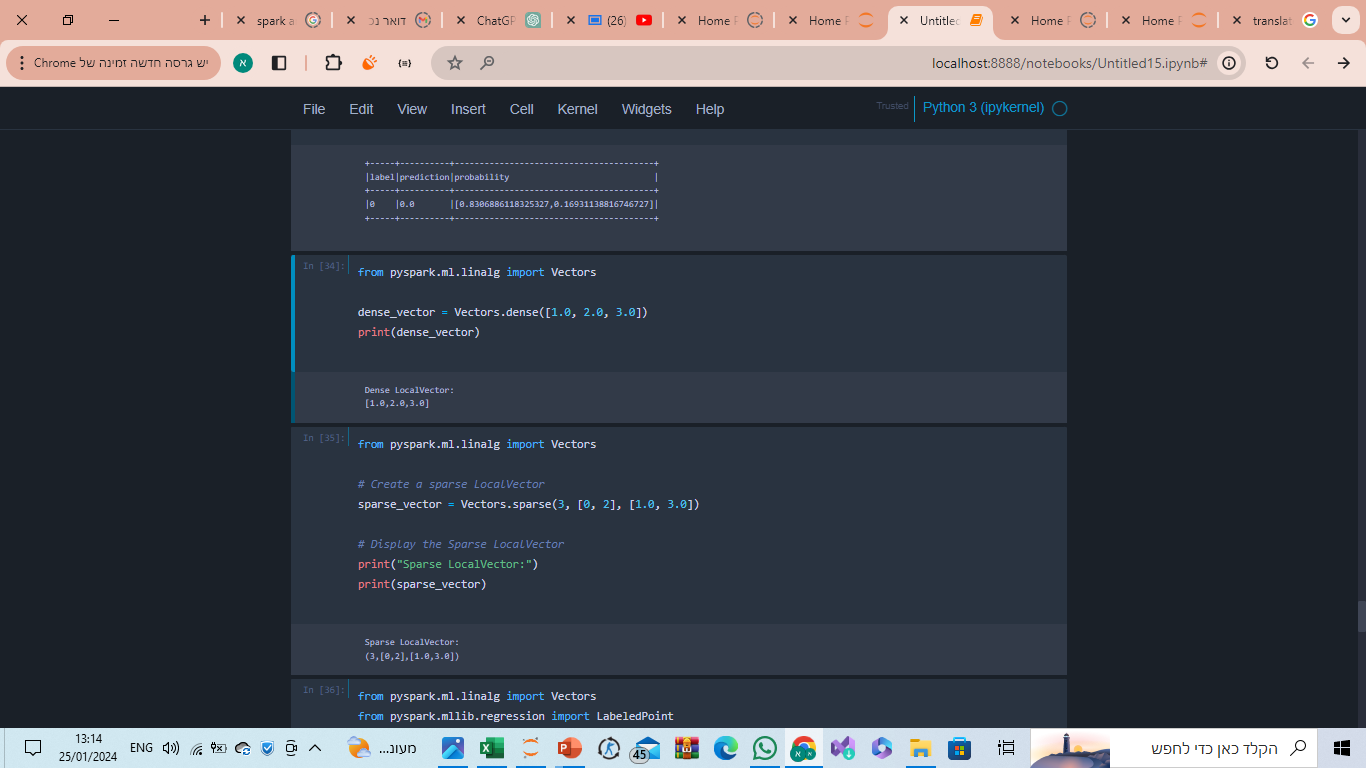 spark a
דואר נכ
ChatGP
(26)
Home P
Home P
Untitled
Home P
Home P
translat
יש גרסה חדשה זמינה של Chrome
א
localhost:8888/notebooks/Untitled15.ipynb#
File Edit View Insert Cell Kernel Widgets Help
Trusted
Python 3 (ipykernel)
+-----+----------+----------------------------------------+
|label|prediction|probability |
+-----+----------+----------------------------------------+
|0 |0.0 |[0.8306886118325327,0.16931138816746727]|
+-----+----------+----------------------------------------+
In [34]:
from pyspark.ml.linalg import Vectors
dense_vector = Vectors.dense([1.0, 2.0, 3.0])
print(dense_vector)
Dense LocalVector:
[1.0,2.0,3.0]
In [35]:
from pyspark.ml.linalg import Vectors
# Create a sparse LocalVector
sparse_vector = Vectors.sparse(3, [0, 2], [1.0, 3.0])
# Display the Sparse LocalVector
print("Sparse LocalVector:")
print(sparse_vector)
Sparse LocalVector:
(3,[0,2],[1.0,3.0])
In [36]:
from pyspark.ml.linalg import Vectors
from pyspark.mllib.regression import LabeledPoint
13:14
25/01/2024
ENG
מעונ...
45
א א
הקלד כאן כדי לחפש